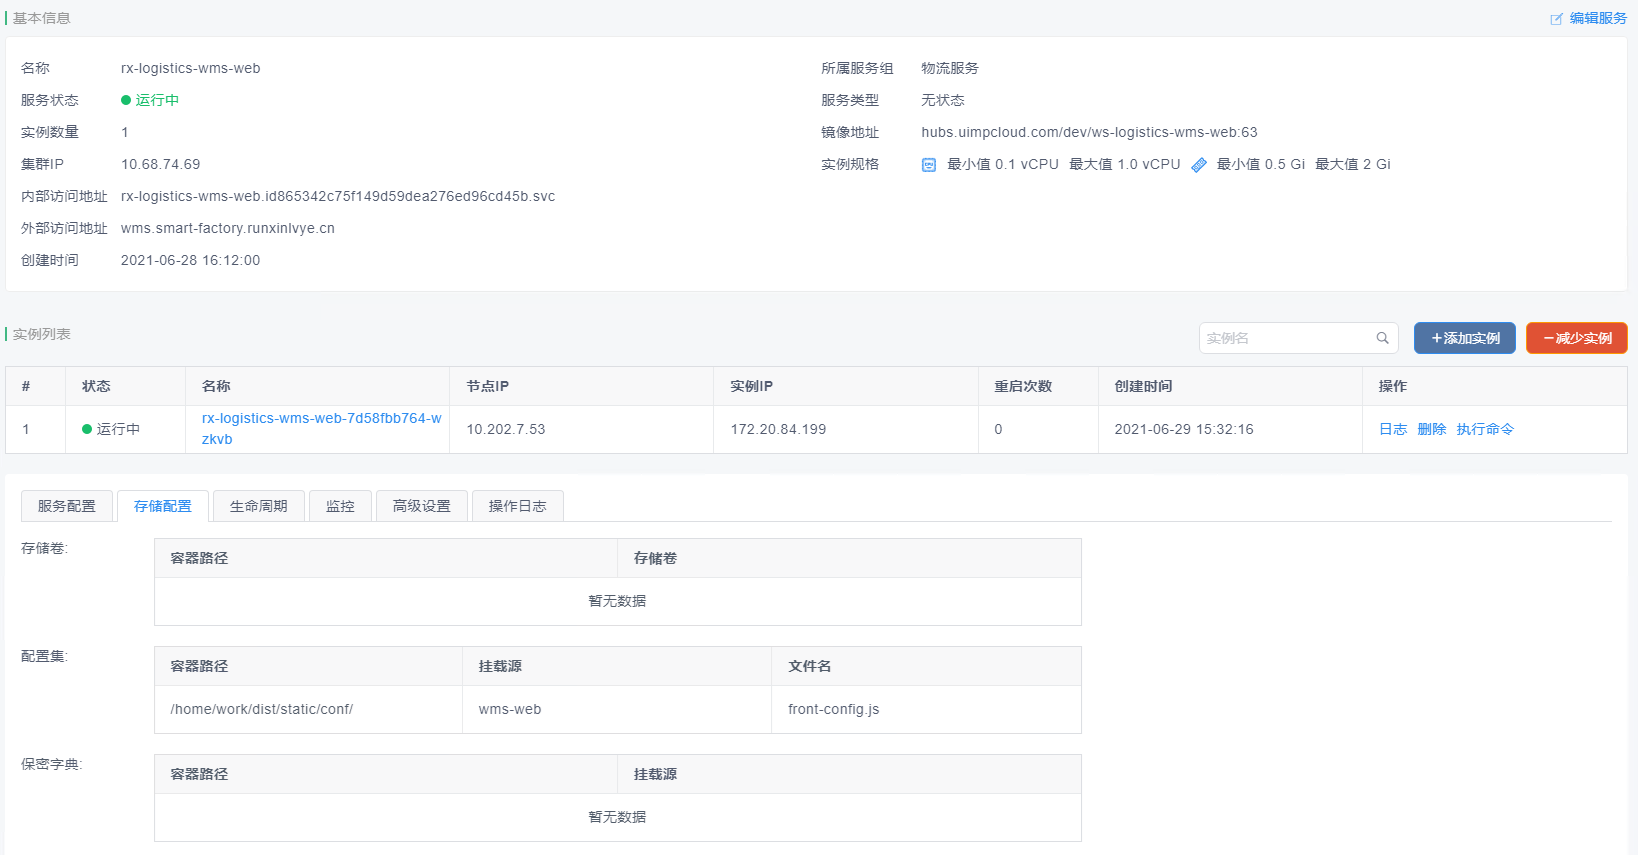 基本信息
编辑服务
名称 rx-logistics-wms-web 所属服务组 物流服务
服务状态 运行中 服务类型 无状态
实例数量 1 镜像地址 hubs.uimpcloud.com/dev/ws-logistics-wms-web:63
集群IP 10.68.74.69 实例规格 最小值 0.1 vCPU 最大值 1.0 vCPU 最小值 0.5 Gi 最大值 2 Gi
内部访问地址 rx-logistics-wms-web.id865342c75f149d59dea276ed96cd45b.svc
外部访问地址 wms.smart-factory.runxinlvye.cn
创建时间 2021-06-28 16:12:00
实例列表 实例名 +添加实例 －减少实例
# 状态 名称 节点IP 实例IP 重启次数 创建时间 操作
1 运行中 rx-logistics-wms-web-7d58fbb764-w
zkvb 10.202.7.53 172.20.84.199 0 2021-06-29 15:32:16 日志 删除 执行命令
服务配置 存储配置 生命周期 监控 高级设置 操作日志
存储卷: 容器路径 存储卷
暂无数据
配置集: 容器路径 挂载源 文件名
/home/work/dist/static/conf/ wms-web front-config.js
保密字典: 容器路径 挂载源
暂无数据